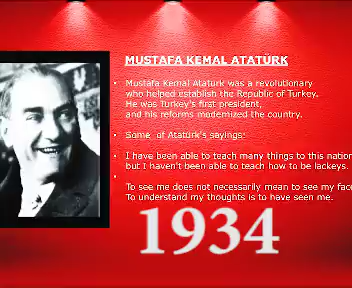 MUSTAFA KEMAL ATATÜRK
• Mustafa Kemal Ataturk was a revolutionary
who helped establish the Republic of Turkey.
He was Turkey's first president,
and his reforms modernized the country.
• Some of Ataturk's sayings:
• I have been able to teach many things to this nation
but I haven't been able to teach how to be lackeys.
•
To see me does not necessarily mean to see my face
To understand my thoughts is to have seen me.
1934